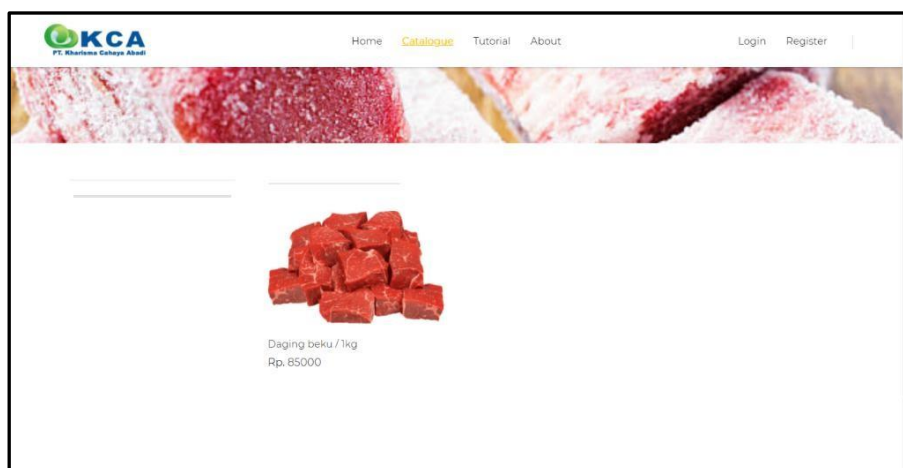 KCA
PT. Kharisma Cahaya Abadi
Home Catalogue Tutorial About
Login Register
Daging beku / 1kg
Rp. 85000